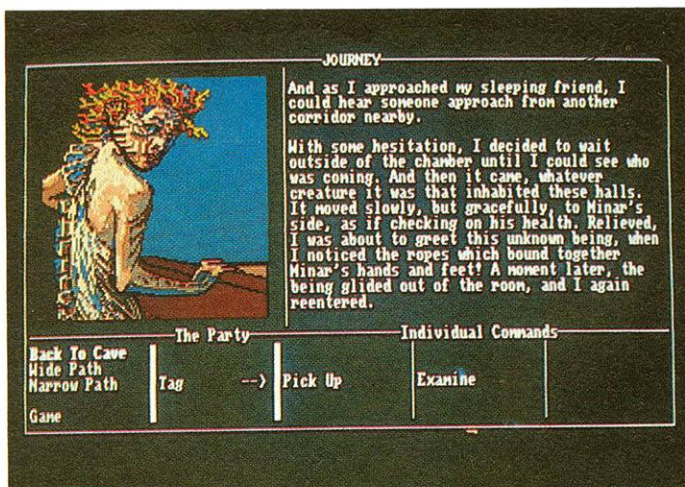 JOURNEY
And as I approached my sleeping friend, I
could hear someone approach from another
corridor nearby.
With some hesitation, I decided to wait
outside of the chamber until I could see who
was coming. And then it came, whatever
creature it was that inhabited these halls.
It moved slowly, but gracefully, to Minar's
side, as if checking on his health. Relieved,
I was about to greet this unknown being, when
I noticed the ropes which bound together
Minar's hands and feet! A moment later, the
being glided out of the room, and I again
reentered.
The Party
Individual Commands
Back To Cave
Wide Path
Narrow Path
Game
Tag -->
Pick Up
Examine